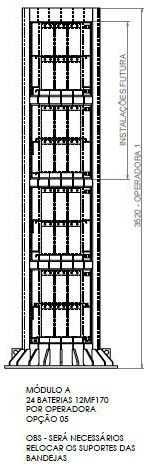 INSTALAÇÕES FUTURA
3520 - OPERADORA 1
MÓDULO A
24 BATERIAS 12MF170
POR OPERADORA
OPÇÃO 05
OBS - SERÁ NECESSÁRIOS
RELOCAR OS SUPORTES DAS
BANDEJAS